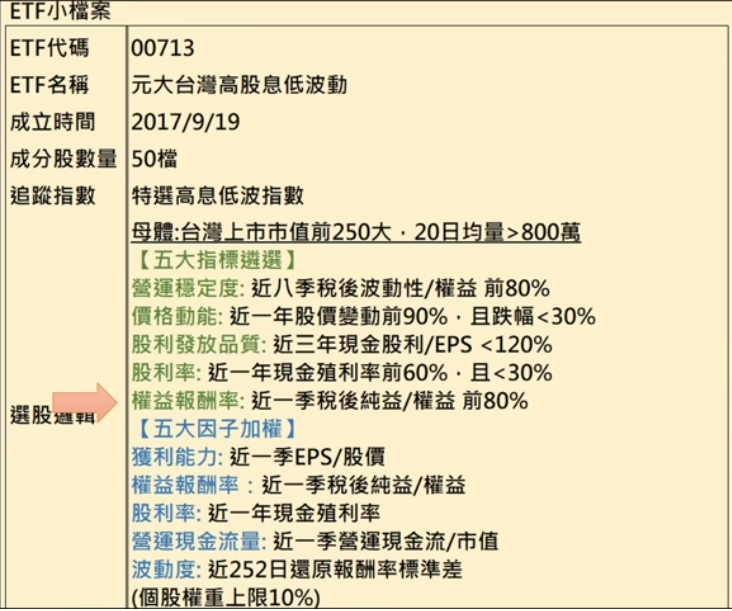 ETF小檔案
ETF代碼 00713
ETF名稱 元大台灣高股息低波動
成立時間 2017/9/19
成分股數量 50檔
追蹤指數 特選高息低波指數
選股邏輯
母體:台灣上市市值前250大，20日均量>800萬
【五大指標遴選】
營運穩定度: 近八季稅後波動性/權益 前80%
價格動能: 近一年股價變動前90%，且跌幅<30%
股利發放品質: 近三年現金股利/EPS <120%
股利率: 近一年現金殖利率前60%，且<30%
權益報酬率: 近一季稅後純益/權益 前80%
【五大因子加權】
獲利能力: 近一季EPS/股價
權益報酬率：近一季稅後純益/權益
股利率: 近一年現金殖利率
營運現金流量: 近一季營運現金流/市值
波動度: 近252日還原報酬率標準差
(個股權重上限10%)